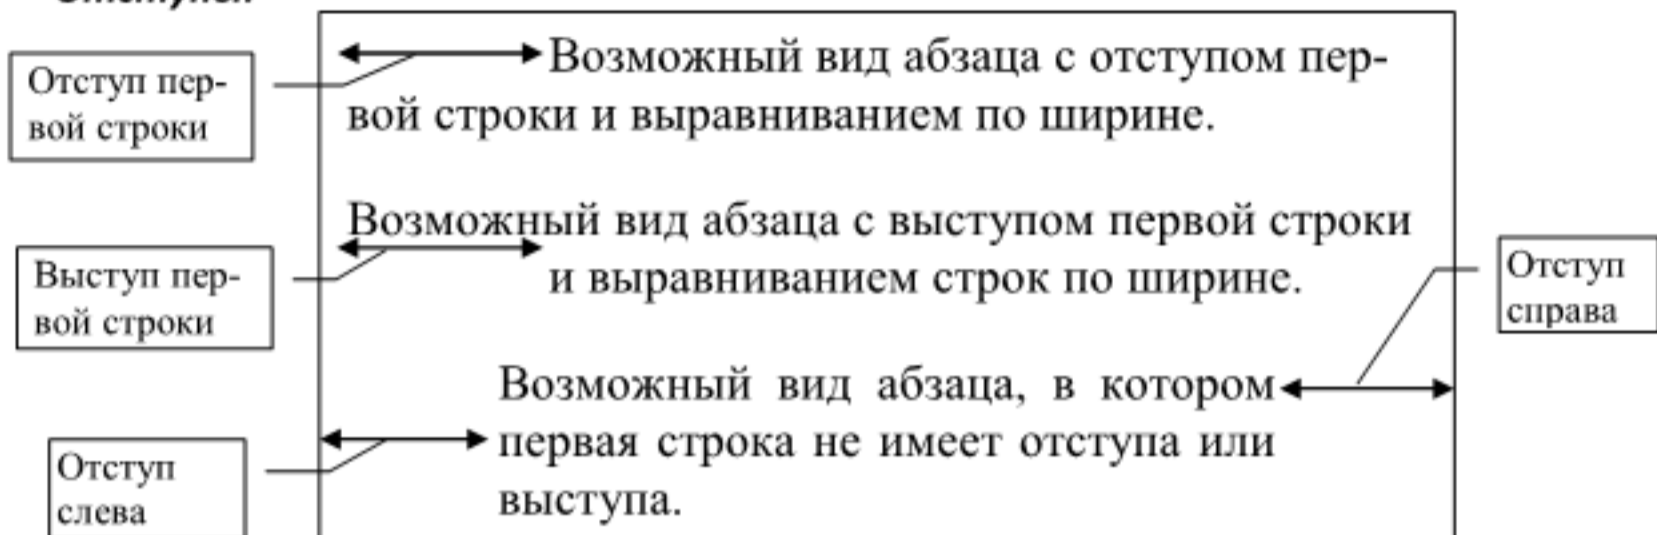 Отступ пер-
вой строки
Возможный вид абзаца с отступом пер-
вой строки и выравниванием по ширине.
Выступ пер-
вой строки
Возможный вид абзаца с выступом первой строки
и выравниванием строк по ширине.
Отступ
справа
Отступ
слева
Возможный вид абзаца, в котором
первая строка не имеет отступа или
выступа.